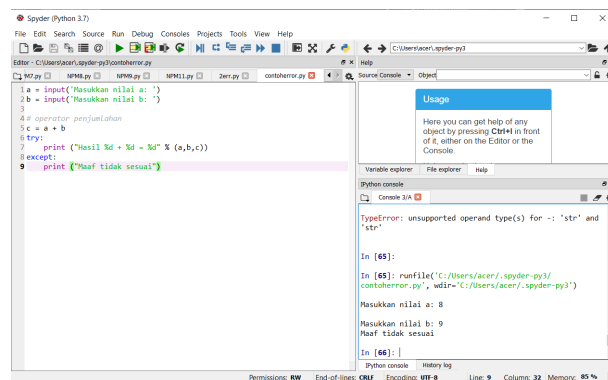 Spyder (Python 3.7)
File Edit Search Source Run Debug Consoles Projects Tools View Help
C:\Users\acer\.spyder-py3
Editor - C:\Users\acer\.spyder-py3\contoherror.py
M7.py NPM8.py NPM9.py NPM11.py 2err.py contoherror.py
1 a = input('Masukkan nilai a: ')
2 b = input('Masukkan nilai b: ')
3
4 # operator penjumlahan
5 c = a + b
6 try:
7     print ("Hasil %d + %d = %d" % (a,b,c))
8 except:
9     print ("Maaf tidak sesuai")
Help
Source Console Object
Usage
Here you can get help of any
object by pressing Ctrl+I in front
of it, either on the Editor or the
Console.
Variable explorer File explorer Help
IPython console
Console 3/A
TypeError: unsupported operand type(s) for -: 'str' and
'str'
In [65]:
In [65]: runfile('C:/Users/acer/.spyder-py3/
contoherror.py', wdir='C:/Users/acer/.spyder-py3')
Masukkan nilai a: 8
Masukkan nilai b: 9
Maaf tidak sesuai
In [66]:
IPython console History log
Permissions: RW End-of-lines: CRLF Encoding: UTF-8 Line: 9 Column: 32 Memory: 85 %